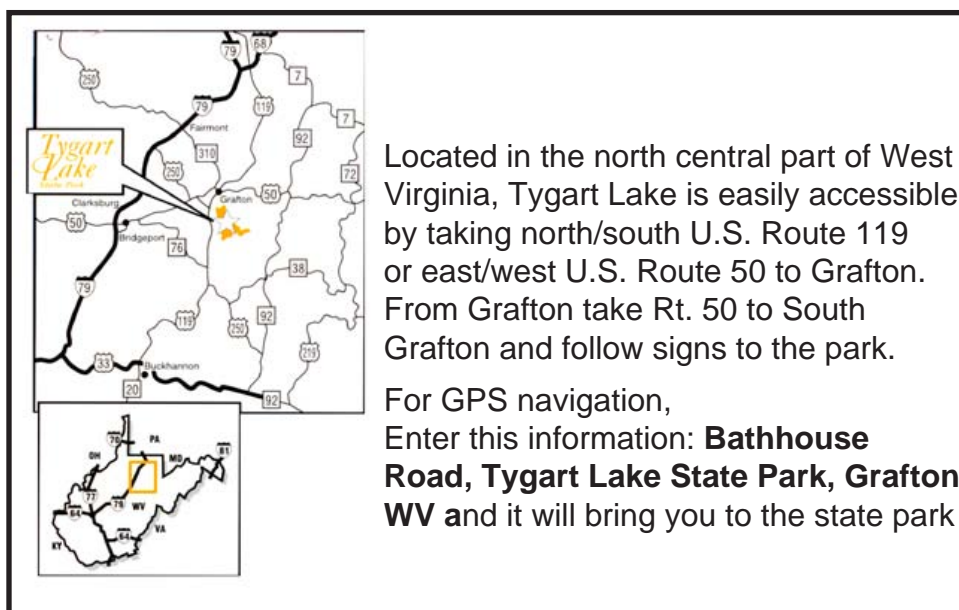 79
68
250
7
79
119
Fairmont
7
92
310
Tygart
Lake
State Park
250
72
Grafton
50
Clarksburg
50
Bridgeport
76
38
79
119
250
92
219
33
Buckhannon
20
92
Located in the north central part of West
Virginia, Tygart Lake is easily accessible
by taking north/south U.S. Route 119
or east/west U.S. Route 50 to Grafton.
From Grafton take Rt. 50 to South
Grafton and follow signs to the park.
For GPS navigation,
Enter this information: Bathhouse
Road, Tygart Lake State Park, Grafton
WV and it will bring you to the state park
70
PA
OH
MD
81
77
79
WV
64
64
VA
KY